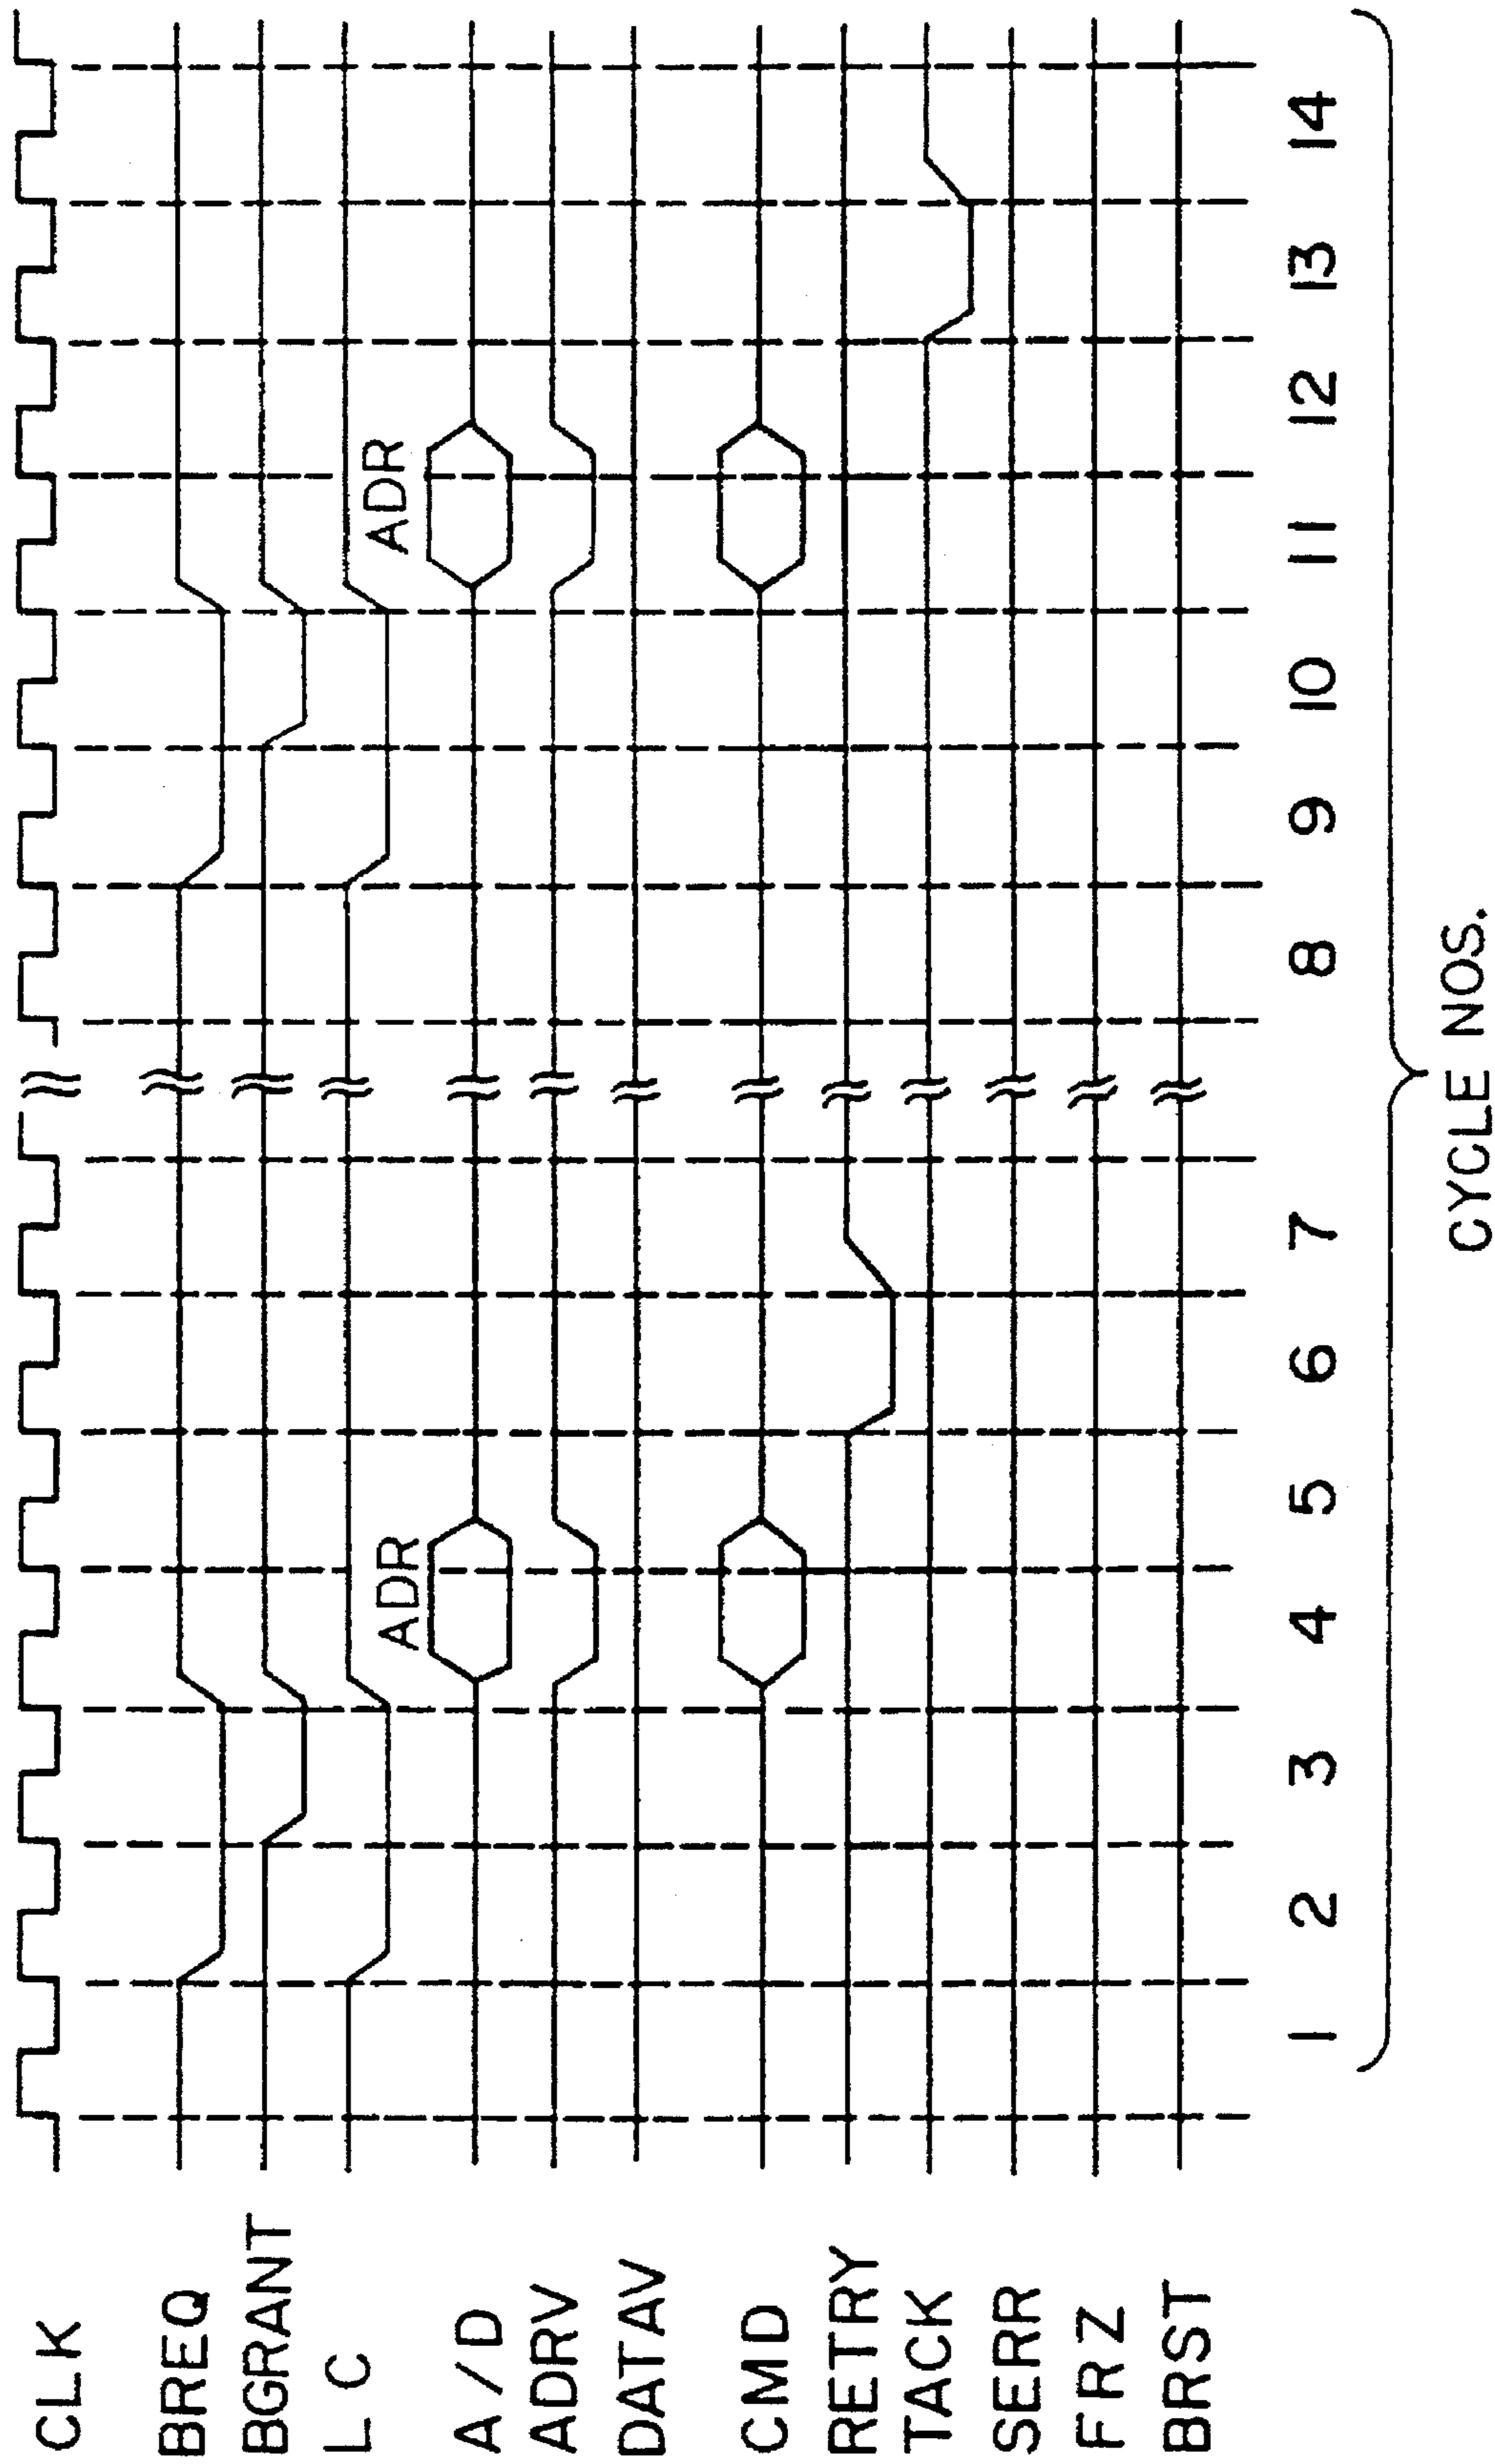 CLK
BREQ
BGRANT
LC
ADR ADR
A/D
ADRV
DATAV
CMD
RETRY
TACK
SERR
FRZ
BRST
1 2 3 4 5 6 7 8 9 10 11 12 13 14
CYCLE NOS.